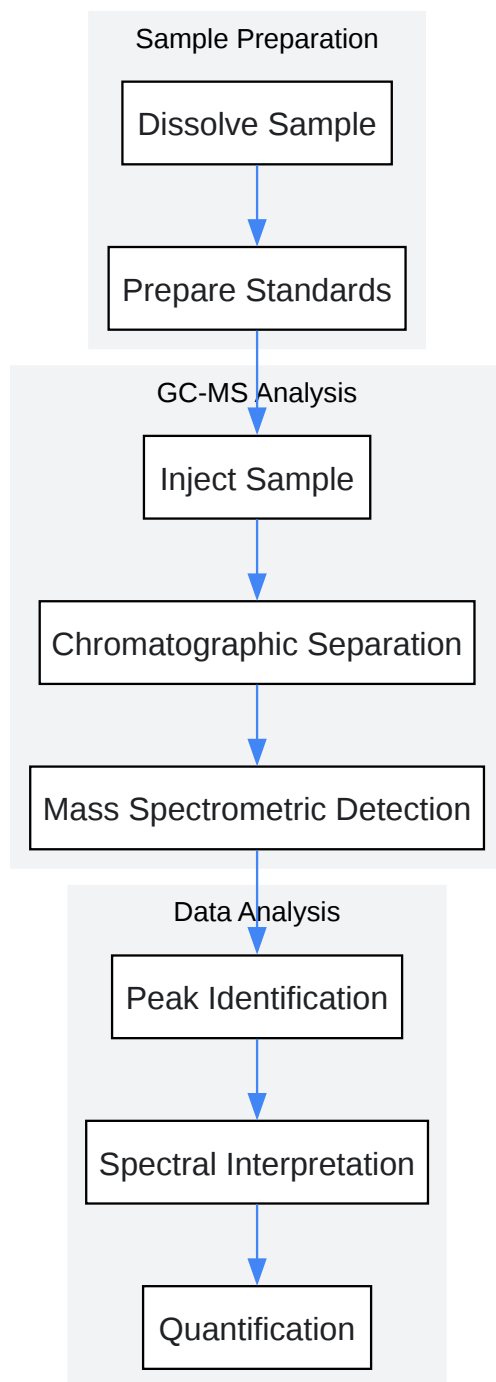 Sample Preparation
Dissolve Sample
Prepare Standards
GC-MS Analysis
Inject Sample
Chromatographic Separation
Mass Spectrometric Detection
Data Analysis
Peak Identification
Spectral Interpretation
Quantification